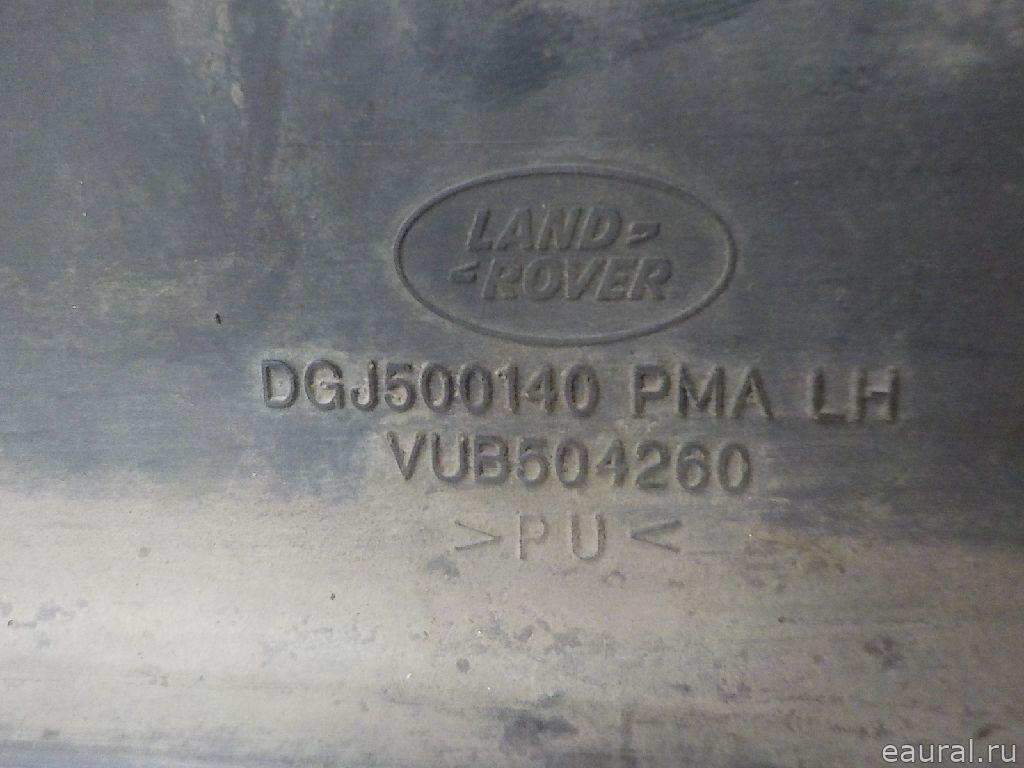 LAND
ROVER
DGJ500140 PMA LH
VUB504260
>PU<
eaural.ru